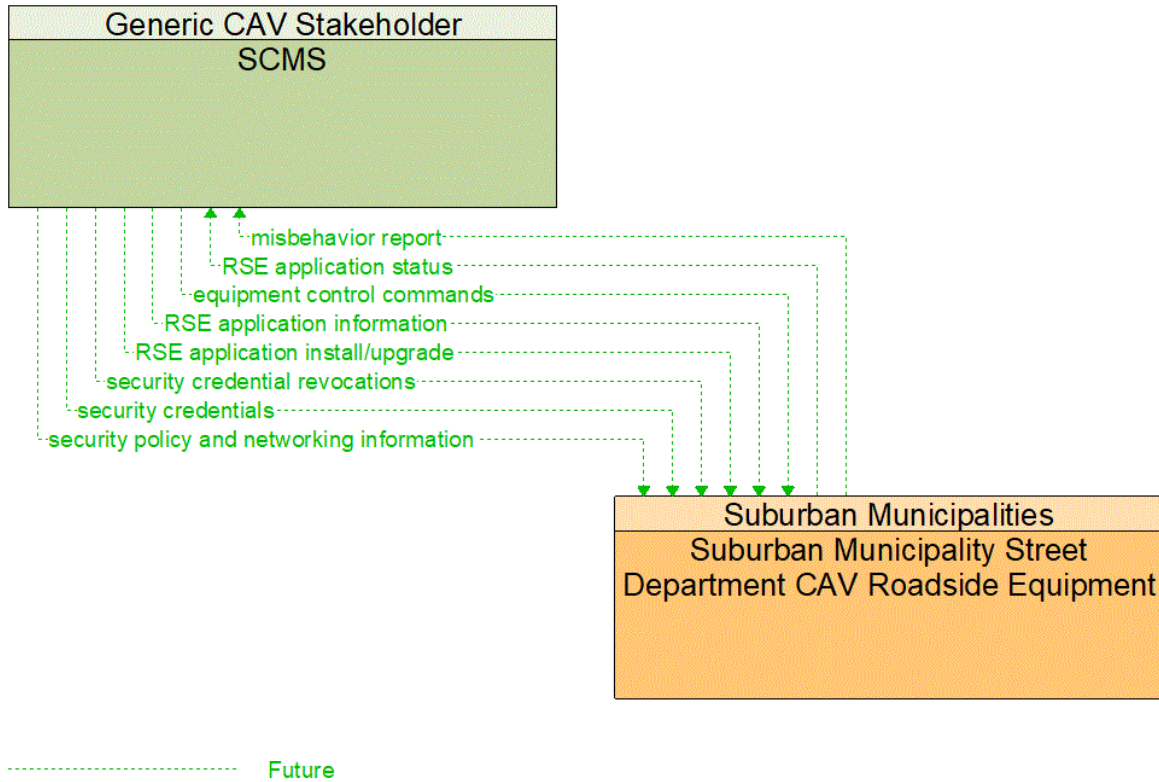 Generic CAV Stakeholder
SCMS
misbehavior report
RSE application status
equipment control commands
RSE application information
RSE application install/upgrade
security credential revocations
security credentials
security policy and networking information
Suburban Municipalities
Suburban Municipality Street
Department CAV Roadside Equipment
Future